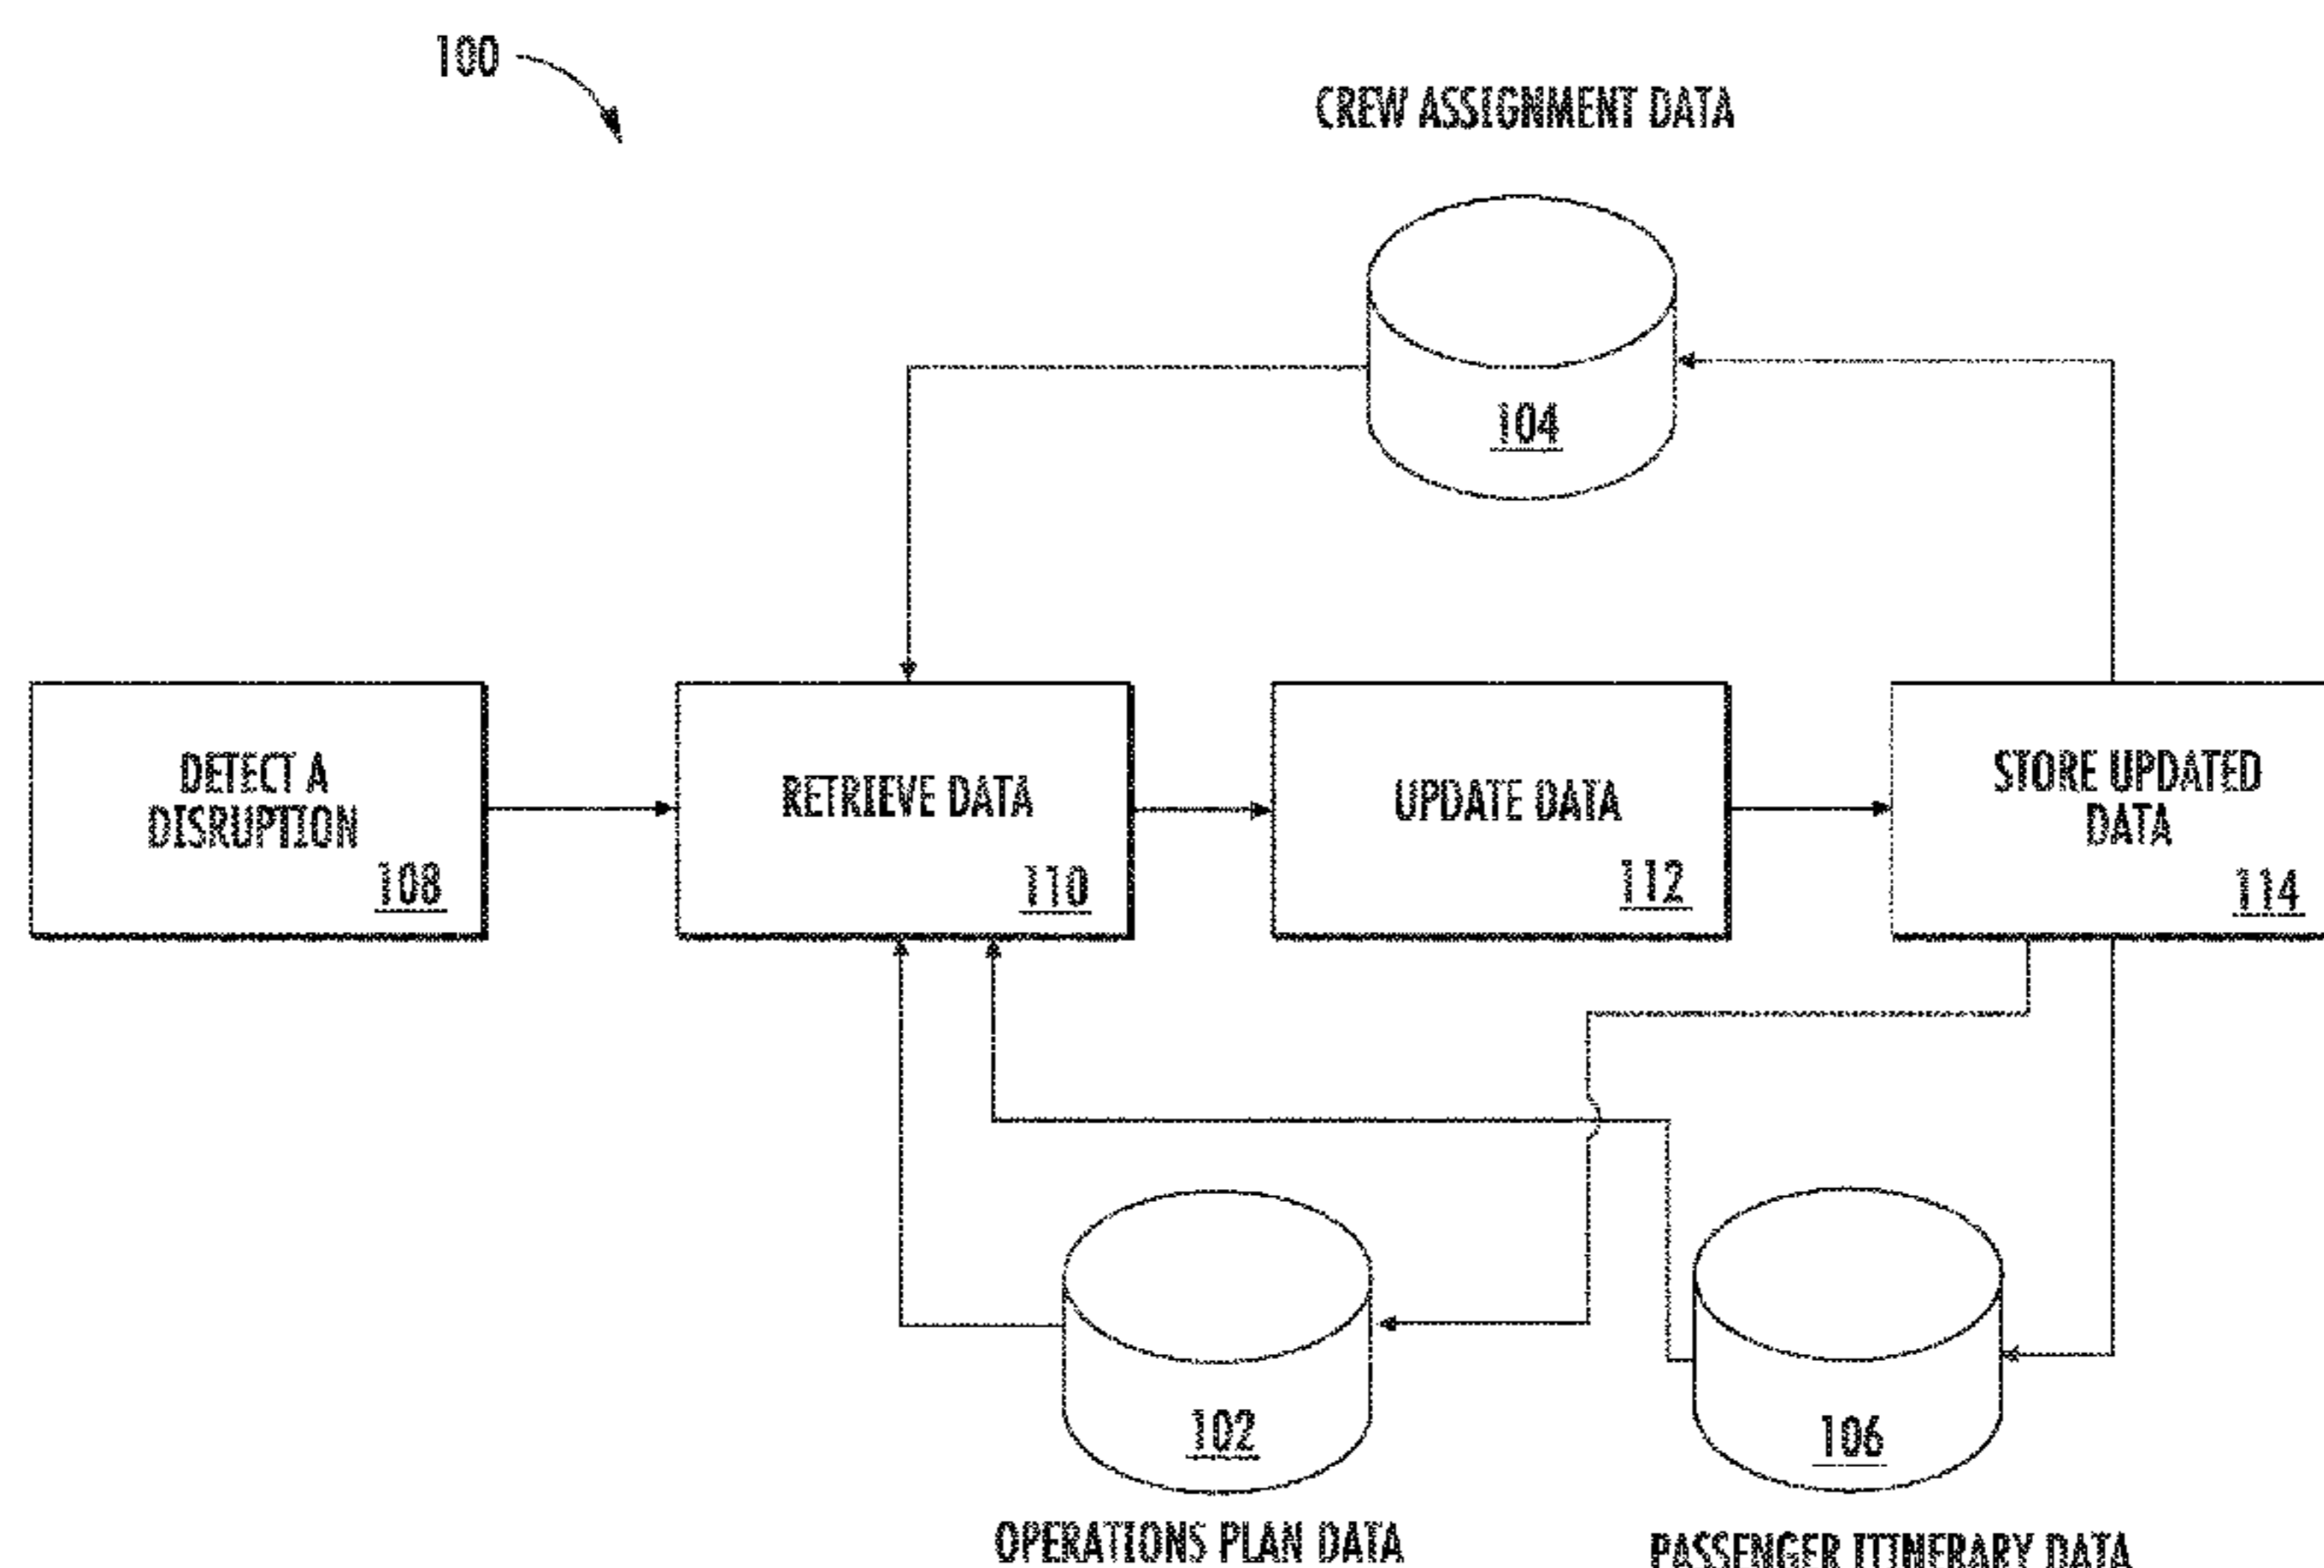 100
CREW ASSIGNMENT DATA
104
DETECT A
DISRUPTION
108
RETRIEVE DATA
110
UPDATE DATA
112
STORE UPDATED
DATA
114
102
106
OPERATIONS PLAN DATA
PASSENGER ITINERARY DATA